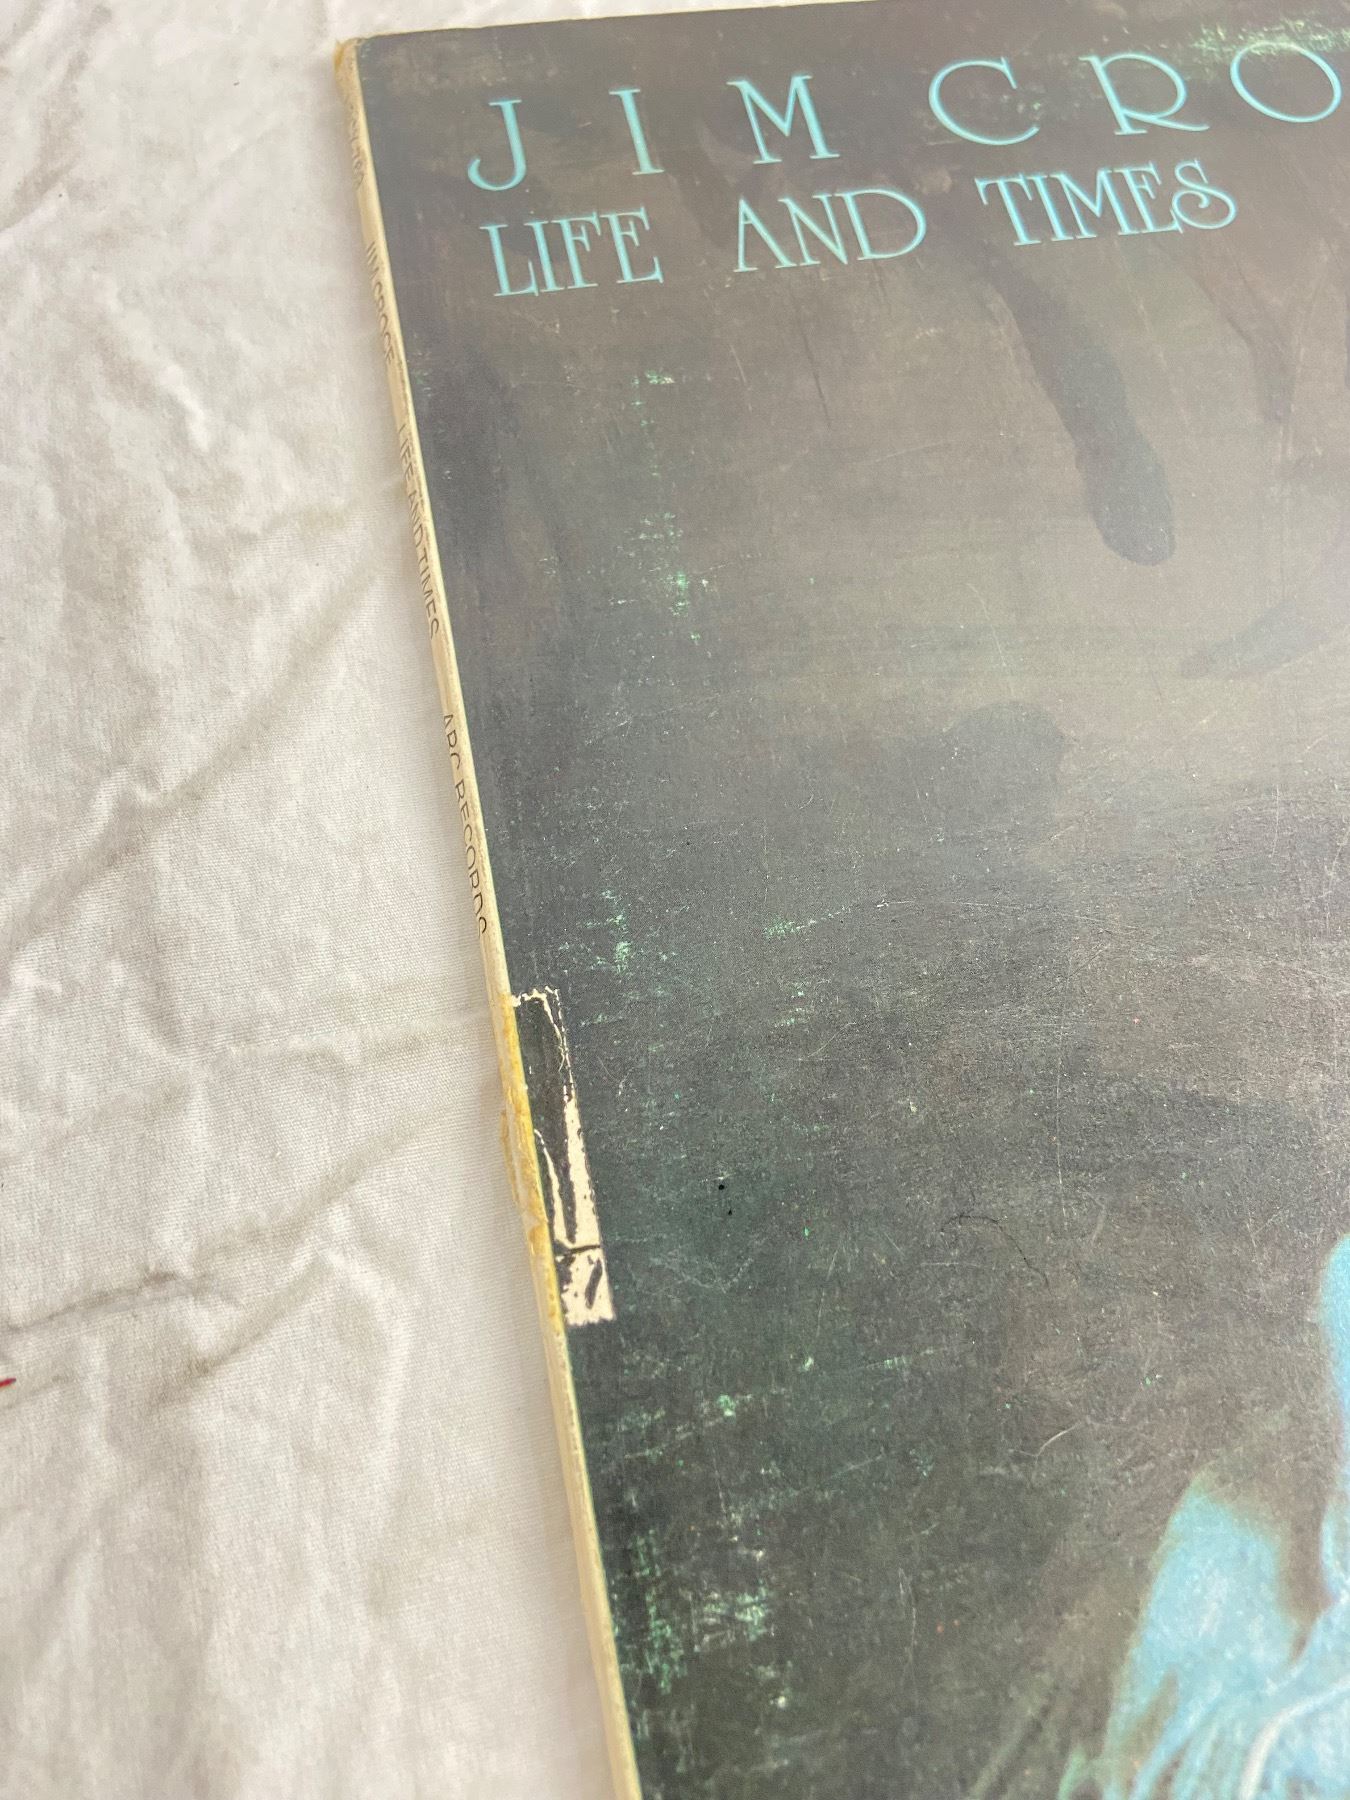 JIM CRO
LIFE AND TIMES
JIM CROCE LIFE AND TIMES ABC RECORDS